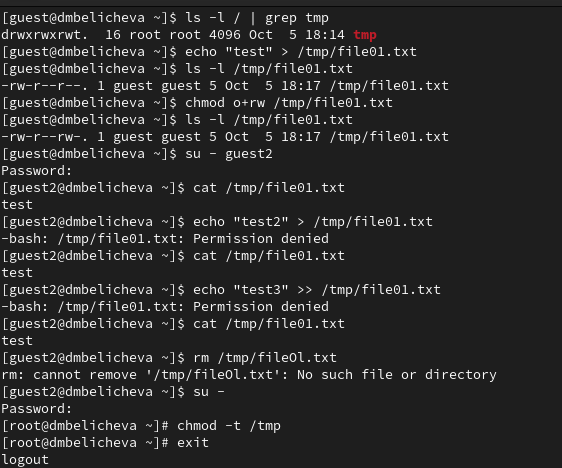 [guest@dmbelicheva ~]$ ls -l / | grep tmp
drwxrwxrwt.  16 root root 4096 Oct  5 18:14 tmp
[guest@dmbelicheva ~]$ echo "test" > /tmp/file01.txt
[guest@dmbelicheva ~]$ ls -l /tmp/file01.txt
-rw-r--r--. 1 guest guest 5 Oct  5 18:17 /tmp/file01.txt
[guest@dmbelicheva ~]$ chmod o+rw /tmp/file01.txt
[guest@dmbelicheva ~]$ ls -l /tmp/file01.txt
-rw-r--rw-. 1 guest guest 5 Oct  5 18:17 /tmp/file01.txt
[guest@dmbelicheva ~]$ su - guest2
Password:
[guest2@dmbelicheva ~]$ cat /tmp/file01.txt
test
[guest2@dmbelicheva ~]$ echo "test2" > /tmp/file01.txt
-bash: /tmp/file01.txt: Permission denied
[guest2@dmbelicheva ~]$ cat /tmp/file01.txt
test
[guest2@dmbelicheva ~]$ echo "test3" >> /tmp/file01.txt
-bash: /tmp/file01.txt: Permission denied
[guest2@dmbelicheva ~]$ cat /tmp/file01.txt
test
[guest2@dmbelicheva ~]$ rm /tmp/fileOl.txt
rm: cannot remove '/tmp/fileOl.txt': No such file or directory
[guest2@dmbelicheva ~]$ su -
Password:
[root@dmbelicheva ~]# chmod -t /tmp
[root@dmbelicheva ~]# exit
logout